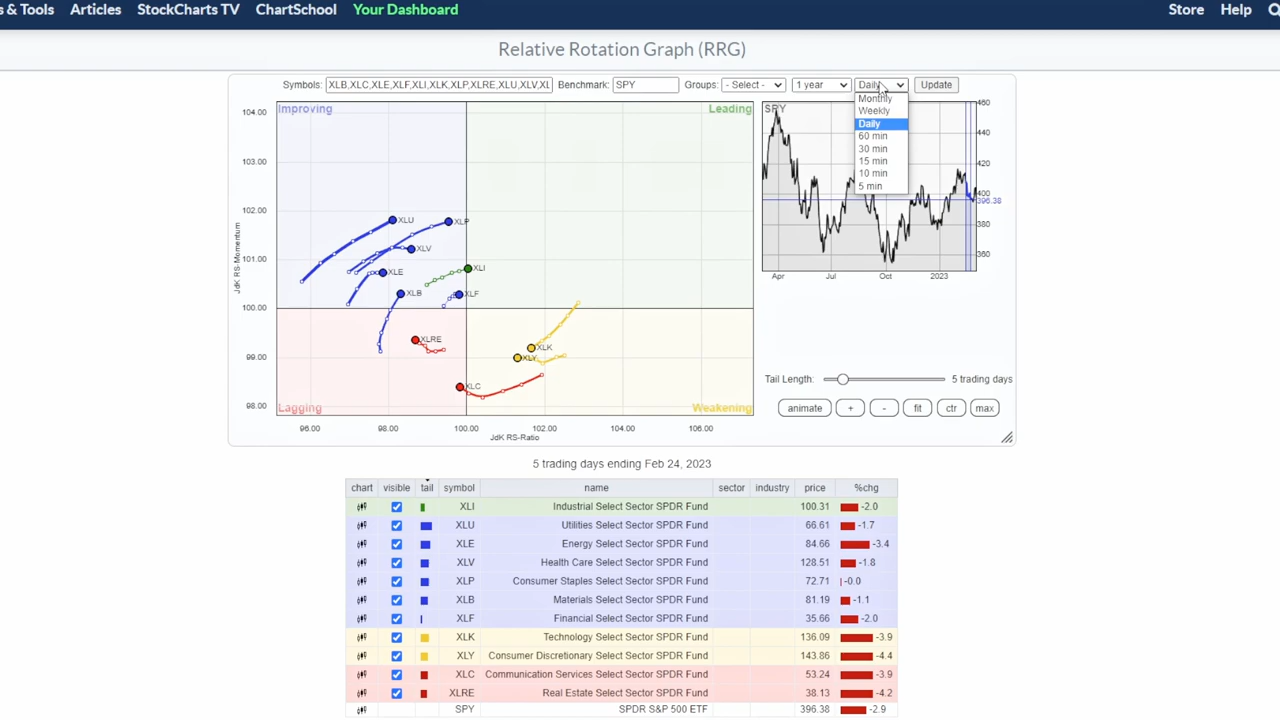 s & Tools Articles StockCharts TV ChartSchool Your Dashboard Store Help
Relative Rotation Graph (RRG)
Symbols: XLB,XLC,XLE,XLF,XLI,XLK,XLP,XLRE,XLU,XLV,XL Benchmark: SPY Groups: - Select - 1 year Daily Update
Monthly
Weekly
Daily
60 min
30 min
15 min
10 min
5 min
Improving Leading
104.00
103.00
102.00
101.00
100.00
99.00
98.00
JdK RS-Momentum
XLU
XLP
XLV
XLI
XLE
XLB
XLF
XLRE
XLK
XLY
XLC
Lagging Weakening
96.00 98.00 100.00 102.00 104.00 106.00
JdK RS-Ratio
SPY
460
440
420
400
396.38
380
360
Apr Jul Oct 2023
Tail Length: 5 trading days
animate + - fit ctr max
5 trading days ending Feb 24, 2023
chart visible tail symbol name sector industry price %chg
XLI Industrial Select Sector SPDR Fund 100.31 -2.0
XLU Utilities Select Sector SPDR Fund 66.61 -1.7
XLE Energy Select Sector SPDR Fund 84.66 -3.4
XLV Health Care Select Sector SPDR Fund 128.51 -1.8
XLP Consumer Staples Select Sector SPDR Fund 72.71 -0.0
XLB Materials Select Sector SPDR Fund 81.19 -1.1
XLF Financial Select Sector SPDR Fund 35.66 -2.0
XLK Technology Select Sector SPDR Fund 136.09 -3.9
XLY Consumer Discretionary Select Sector SPDR Fund 143.86 -4.4
XLC Communication Services Select Sector SPDR Fund 53.24 -3.9
XLRE Real Estate Select Sector SPDR Fund 38.13 -4.2
SPY SPDR S&P 500 ETF 396.38 -2.9